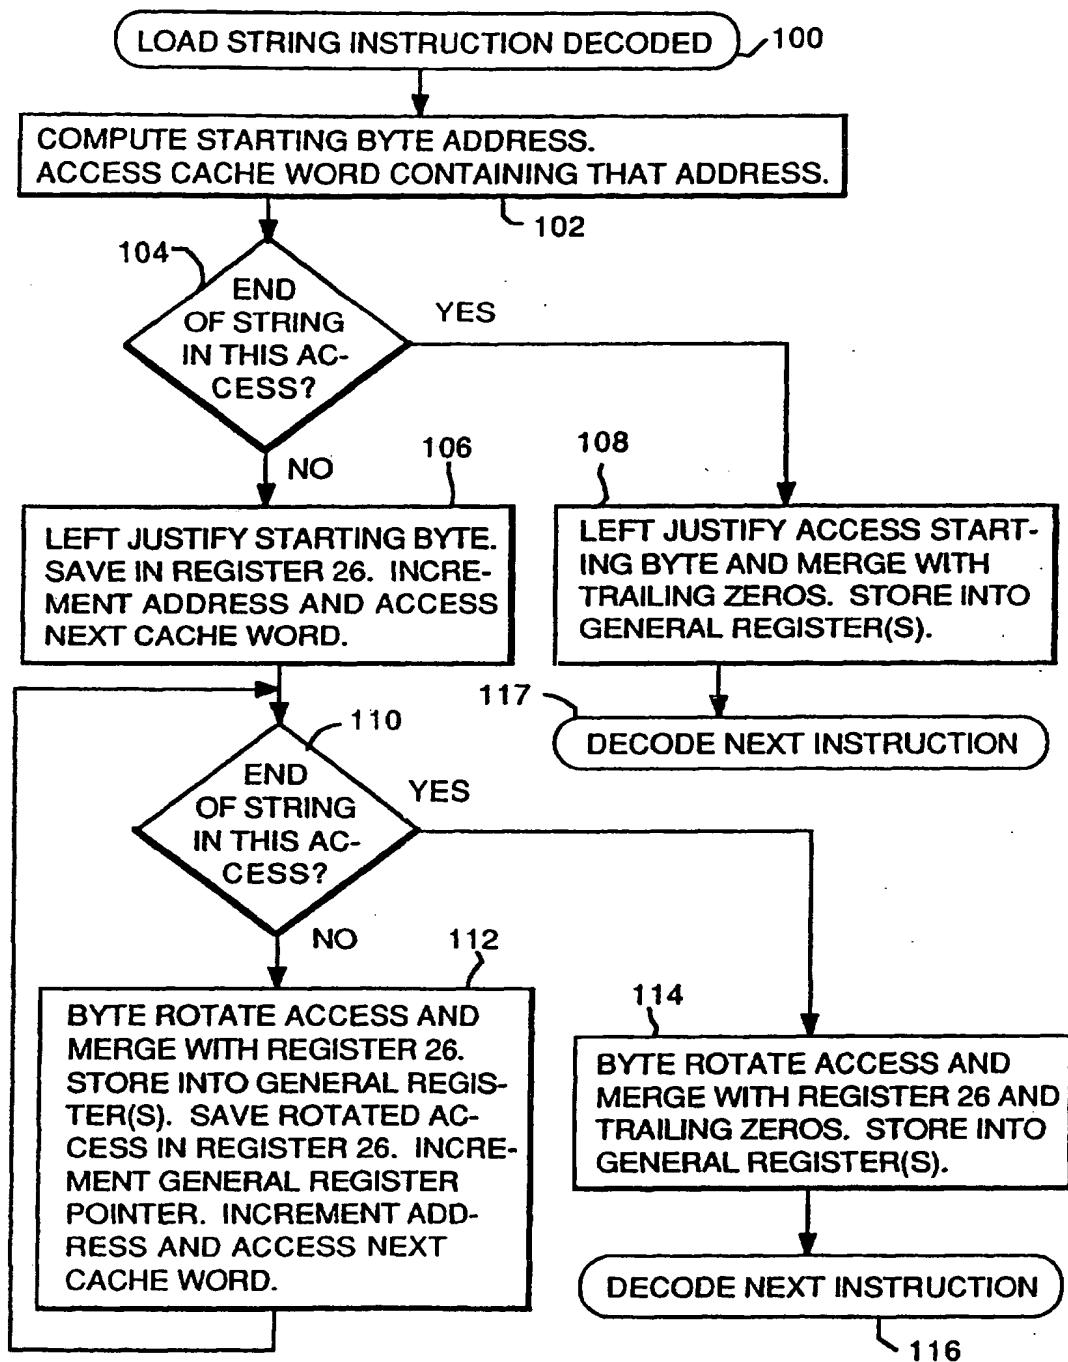 LOAD STRING INSTRUCTION DECODED
100
COMPUTE STARTING BYTE ADDRESS.
ACCESS CACHE WORD CONTAINING THAT ADDRESS.
102
104
END
OF STRING
IN THIS AC-
CESS?
YES
NO
106
LEFT JUSTIFY STARTING BYTE.
SAVE IN REGISTER 26. INCRE-
MENT ADDRESS AND ACCESS
NEXT CACHE WORD.
108
LEFT JUSTIFY ACCESS START-
ING BYTE AND MERGE WITH
TRAILING ZEROS. STORE INTO
GENERAL REGISTER(S).
117
DECODE NEXT INSTRUCTION
110
END
OF STRING
IN THIS AC-
CESS?
YES
NO
112
BYTE ROTATE ACCESS AND
MERGE WITH REGISTER 26.
STORE INTO GENERAL REGIS-
TER(S). SAVE ROTATED AC-
CESS IN REGISTER 26. INCRE-
MENT GENERAL REGISTER
POINTER. INCREMENT ADD-
RESS AND ACCESS NEXT
CACHE WORD.
114
BYTE ROTATE ACCESS AND
MERGE WITH REGISTER 26 AND
TRAILING ZEROS. STORE INTO
GENERAL REGISTER(S).
DECODE NEXT INSTRUCTION
116